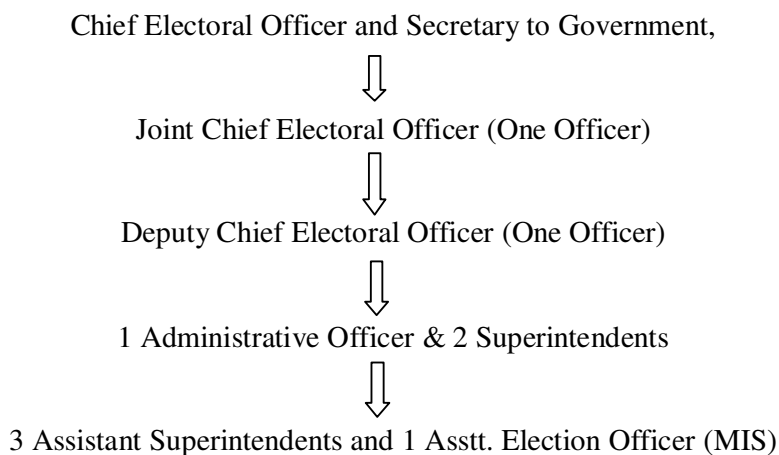 Chief Electoral Officer and Secretary to Government,
Joint Chief Electoral Officer (One Officer)
Deputy Chief Electoral Officer (One Officer)
1 Administrative Officer & 2 Superintendents
3 Assistant Superintendents and 1 Asstt. Election Officer (MIS)